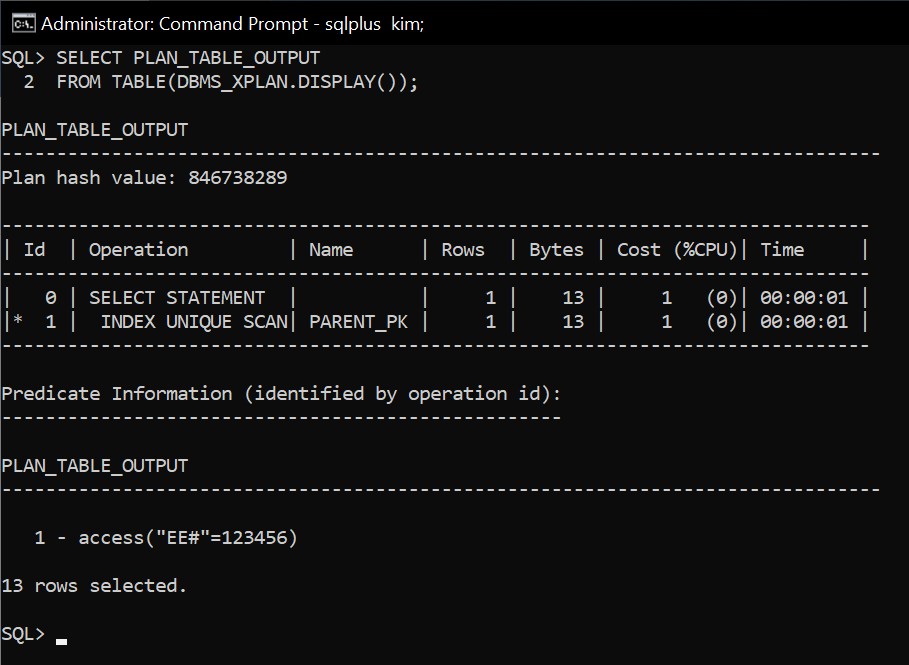 Administrator: Command Prompt - sqlplus  kim;
SQL> SELECT PLAN_TABLE_OUTPUT
  2  FROM TABLE(DBMS_XPLAN.DISPLAY());
PLAN_TABLE_OUTPUT
--------------------------------------------------------------------------------
Plan hash value: 846738289
-------------------------------------------------------------------------------
| Id  | Operation         | Name      | Rows  | Bytes | Cost (%CPU)| Time     |
-------------------------------------------------------------------------------
|   0 | SELECT STATEMENT  |           |     1 |    13 |     1   (0)| 00:00:01 |
|*  1 |  INDEX UNIQUE SCAN| PARENT_PK |     1 |    13 |     1   (0)| 00:00:01 |
-------------------------------------------------------------------------------
Predicate Information (identified by operation id):
---------------------------------------------------
PLAN_TABLE_OUTPUT
--------------------------------------------------------------------------------
   1 - access("EE#"=123456)
13 rows selected.
SQL>